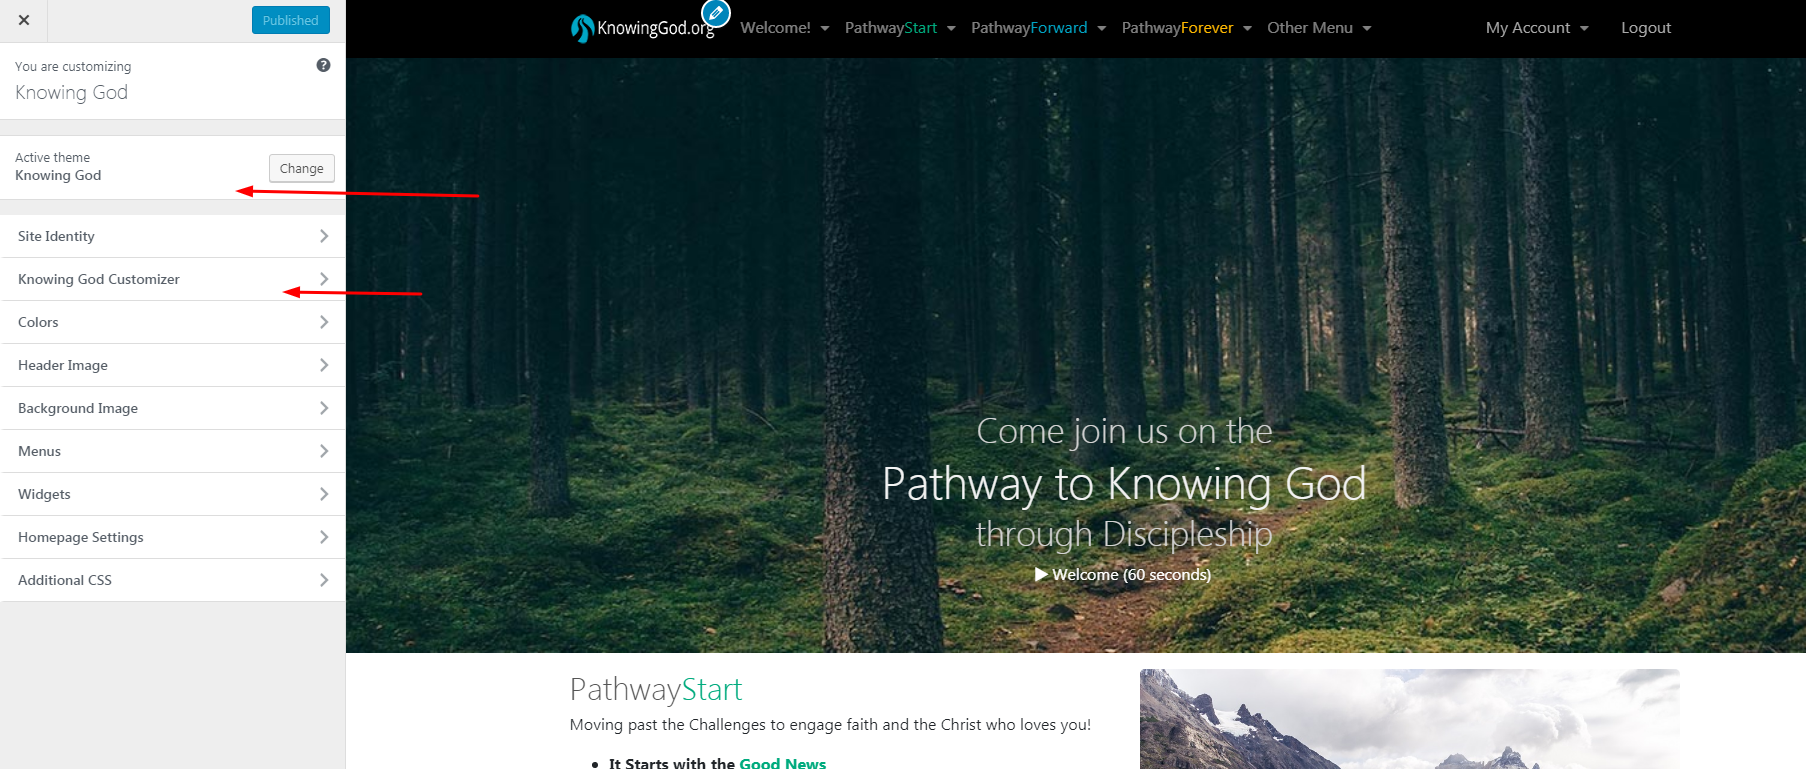 Published
You are customizing
Knowing God
Active theme
Knowing God
Change
Site Identity
Knowing God Customizer
Colors
Header Image
Background Image
Menus
Widgets
Homepage Settings
Additional CSS
KnowingGod.org
Welcome!
PathwayStart
PathwayForward
PathwayForever
Other Menu
My Account
Logout
Come join us on the
Pathway to Knowing God
through Discipleship
Welcome (60 seconds)
PathwayStart
Moving past the Challenges to engage faith and the Christ who loves you!
It Starts with the Good News